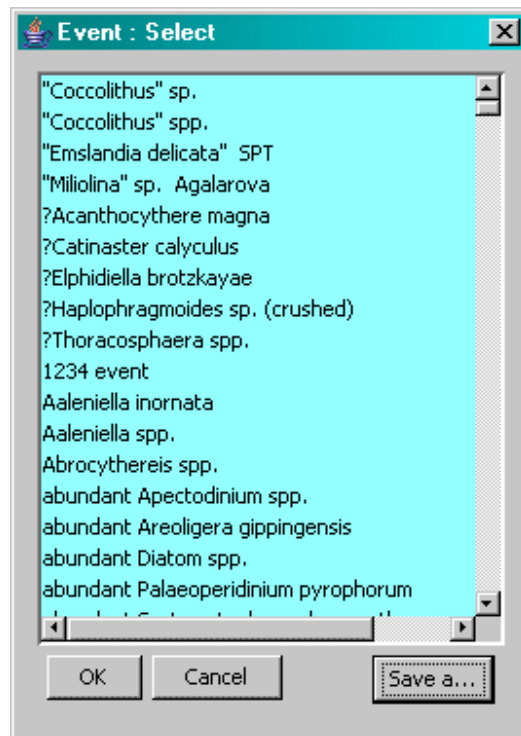 Event : Select
"Coccolithus" sp.
"Coccolithus" spp.
"Emslandia delicata"  SPT
"Miliolina" sp.  Agalarova
?Acanthocythere magna
?Catinaster calyculus
?Elphidiella brotzkayae
?Haplophragmoides sp. (crushed)
?Thoracosphaera spp.
1234 event
Aaleniella inornata
Aaleniella spp.
Abrocythereis spp.
abundant Apectodinium spp.
abundant Areoligera gippingensis
abundant Diatom spp.
abundant Palaeoperidinium pyrophorum
OK Cancel Save a...